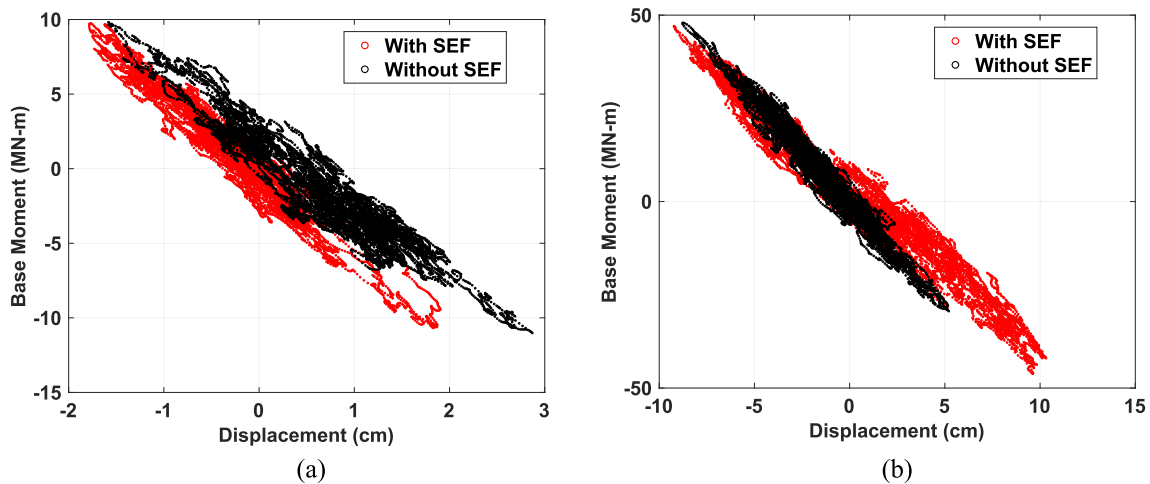 10
5
0
-5
-10
-15
-2
-1
0
1
2
3
Base Moment (MN-m)
Displacement (cm)
With SEF
Without SEF
(a)
50
0
-50
-10
-5
0
5
10
15
Base Moment (MN-m)
Displacement (cm)
With SEF
Without SEF
(b)